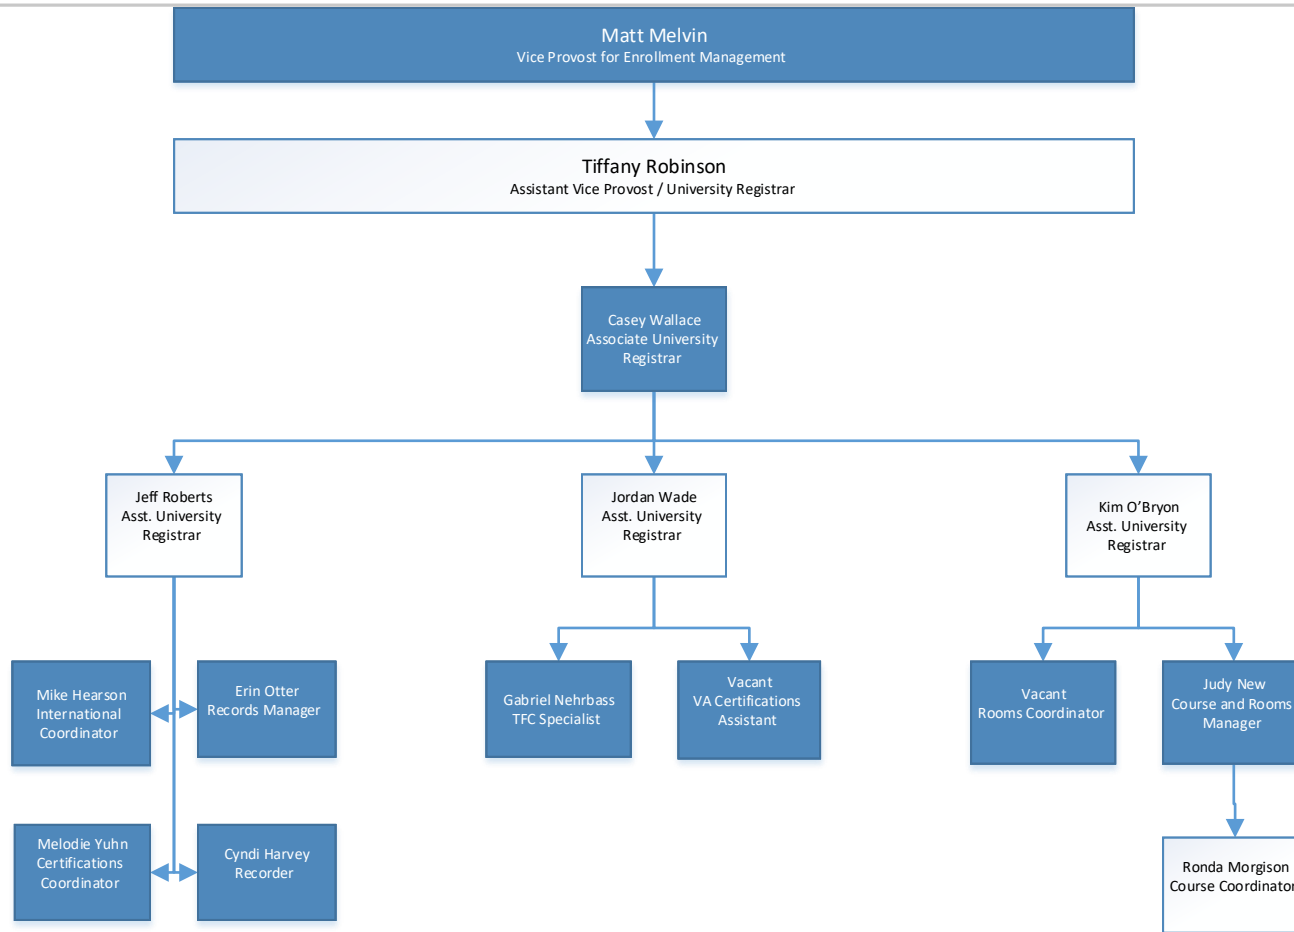 Matt Melvin
Vice Provost for Enrollment Management
Tiffany Robinson
Assistant Vice Provost / University Registrar
Casey Wallace
Associate University
Registrar
Jeff Roberts
Asst. University
Registrar
Jordan Wade
Asst. University
Registrar
Kim O’Bryon
Asst. University
Registrar
Mike Hearson
International
Coordinator
Erin Otter
Records Manager
Gabriel Nehrbass
TFC Specialist
Vacant
VA Certifications
Assistant
Vacant
Rooms Coordinator
Judy New
Course and Rooms
Manager
Melodie Yuhn
Certifications
Coordinator
Cyndi Harvey
Recorder
Ronda Morgison
Course Coordinator